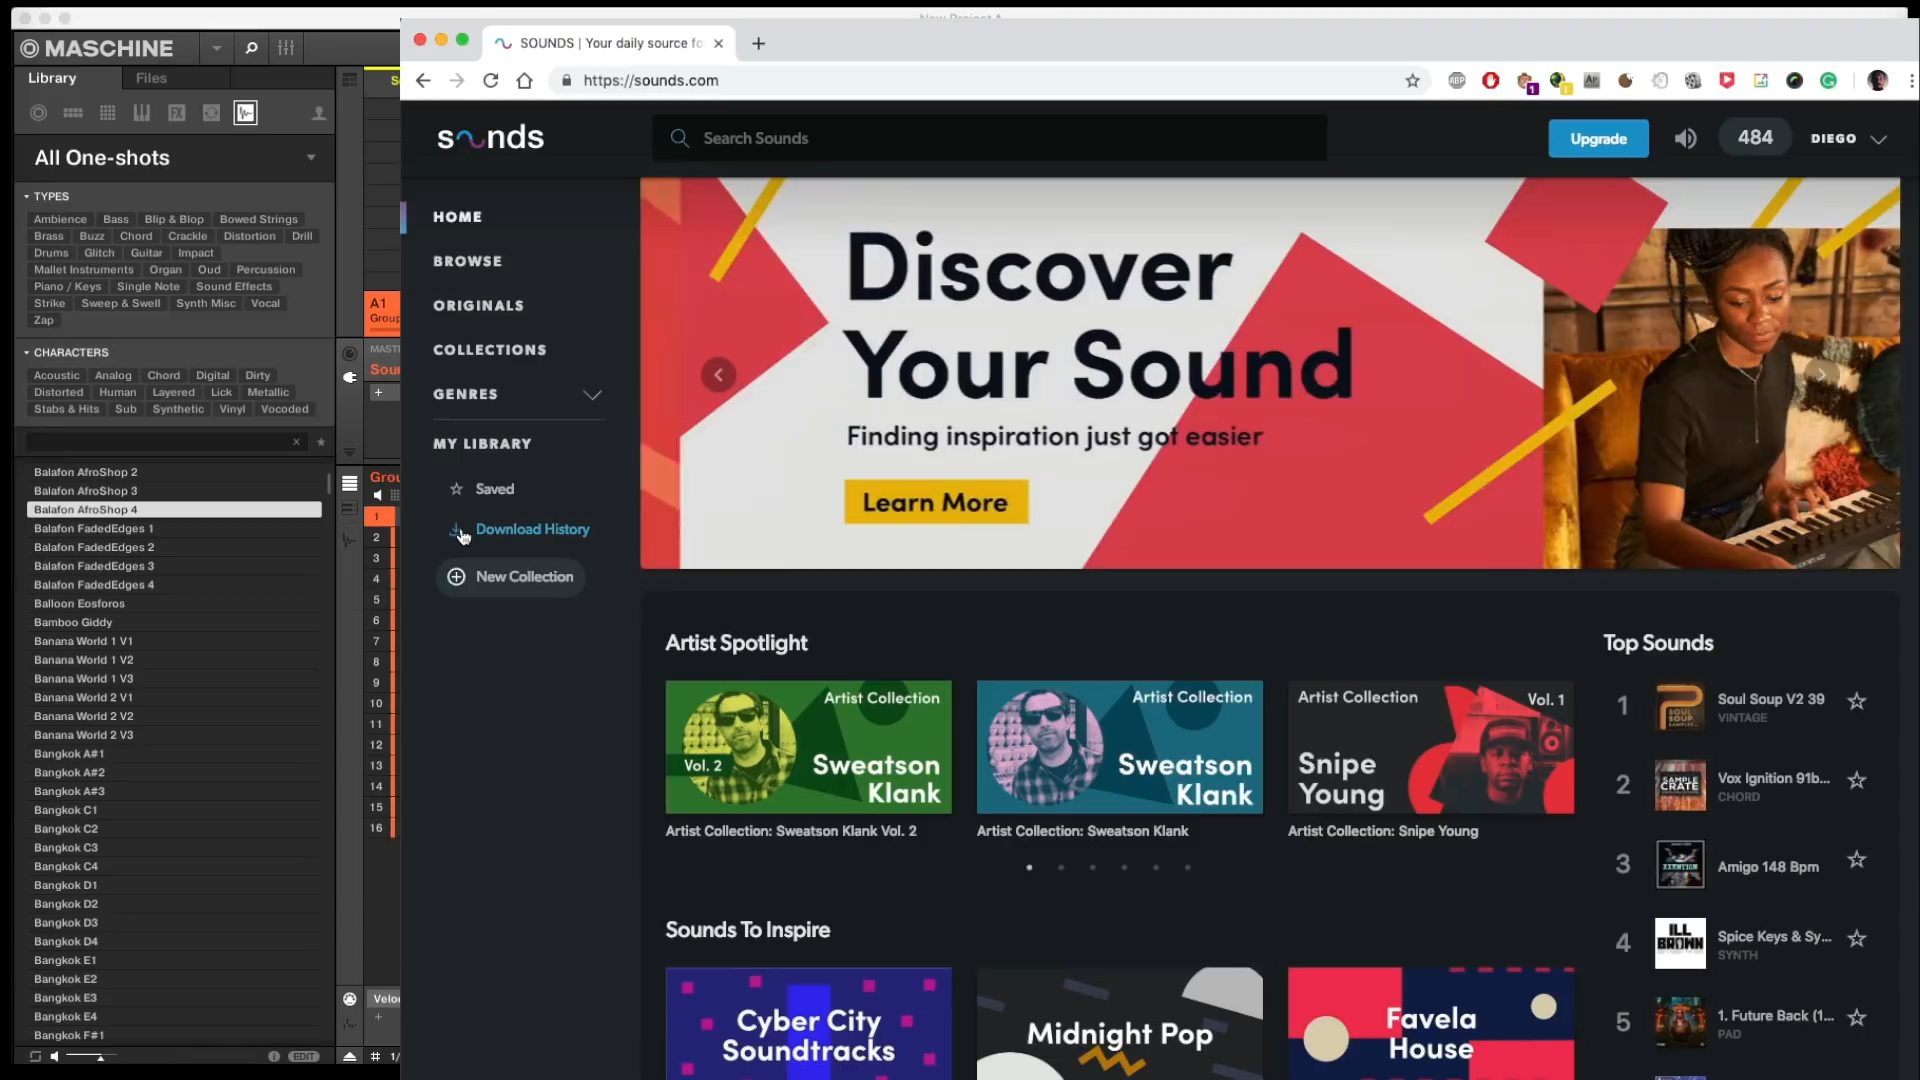 MASCHINE
Library
Files
All One-shots
TYPES
Ambience Bass Blip & Blop Bowed Strings
Brass Buzz Chord Crackle Distortion Drill
Drums Glitch Guitar Impact
Mallet Instruments Organ Oud Percussion
Piano / Keys Single Note Sound Effects
Strike Sweep & Swell Synth Misc Vocal
Zap
CHARACTERS
Acoustic Analog Chord Digital Dirty
Distorted Human Layered Lick Metallic
Stabs & Hits Sub Synthetic Vinyl Vocoded
Balafon AfroShop 2
Balafon AfroShop 3
Balafon AfroShop 4
Balafon FadedEdges 1
Balafon FadedEdges 2
Balafon FadedEdges 3
Balafon FadedEdges 4
Balloon Eosforos
Bamboo Giddy
Banana World 1 V1
Banana World 1 V2
Banana World 1 V3
Banana World 2 V1
Banana World 2 V2
Banana World 2 V3
Bangkok A#1
Bangkok A#2
Bangkok A#3
Bangkok C1
Bangkok C2
Bangkok C3
Bangkok C4
Bangkok D1
Bangkok D2
Bangkok D3
Bangkok D4
Bangkok E1
Bangkok E2
Bangkok E3
Bangkok E4
Bangkok F#1
EDIT
A1
Group
MAST
Soun
Grou
1
2
3
4
5
6
7
8
9
10
11
12
13
14
15
16
Velo
1/
SOUNDS | Your daily source fo
https://sounds.com
sounds
Search Sounds
Upgrade
484
DIEGO
HOME
BROWSE
ORIGINALS
COLLECTIONS
GENRES
MY LIBRARY
Saved
Download History
New Collection
Discover
Your Sound
Finding inspiration just got easier
Learn More
Artist Spotlight
Artist Collection
Vol. 2
Sweatson
Klank
Artist Collection: Sweatson Klank Vol. 2
Artist Collection
Sweatson
Klank
Artist Collection: Sweatson Klank
Artist Collection Vol. 1
Snipe
Young
Artist Collection: Snipe Young
Sounds To Inspire
Cyber City
Soundtracks
Midnight Pop
Favela
House
Top Sounds
1
SOUL SOUP
Soul Soup V2 39
VINTAGE
2
SAMPLE
CRATE
Vox Ignition 91b...
CHORD
3
Amigo 148 Bpm
4
ILL
BROWN
Spice Keys & Sy...
SYNTH
5
1. Future Back (1...
PAD